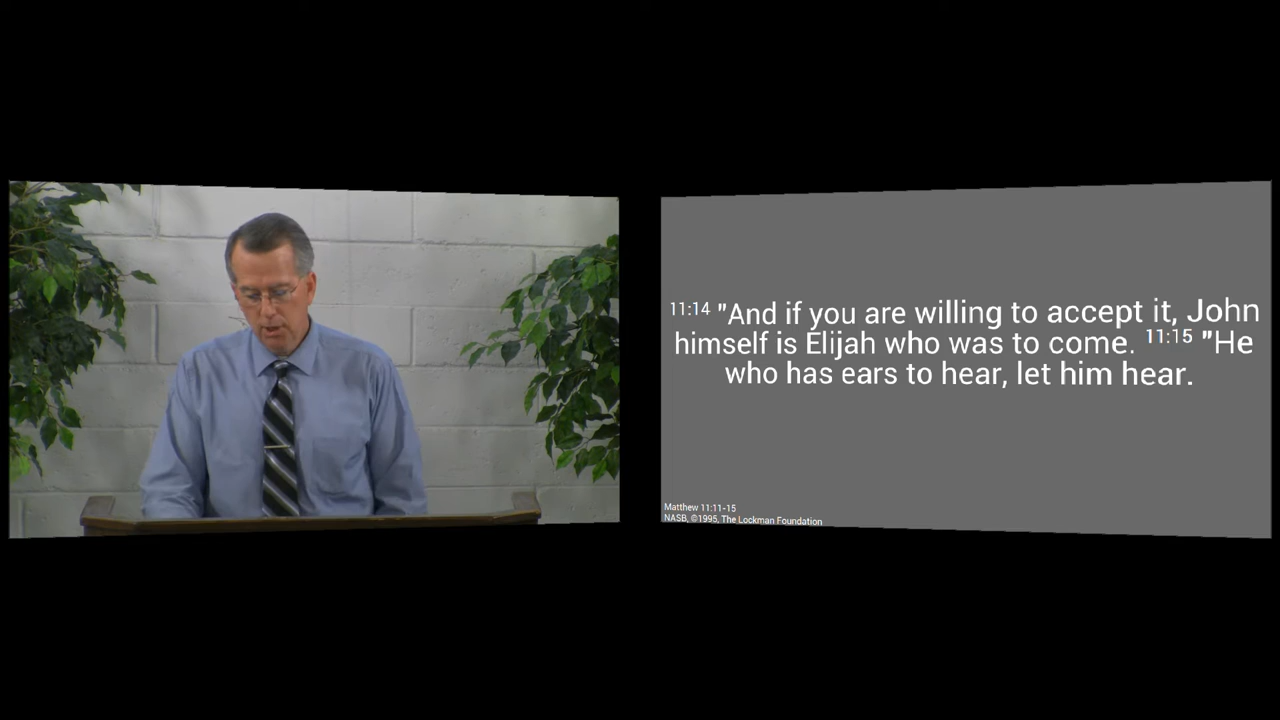 11:14 "And if you are willing to accept it, John
himself is Elijah who was to come. 11:15 "He
who has ears to hear, let him hear.
Matthew 11:11-15
NASB, ©1995, The Lockman Foundation